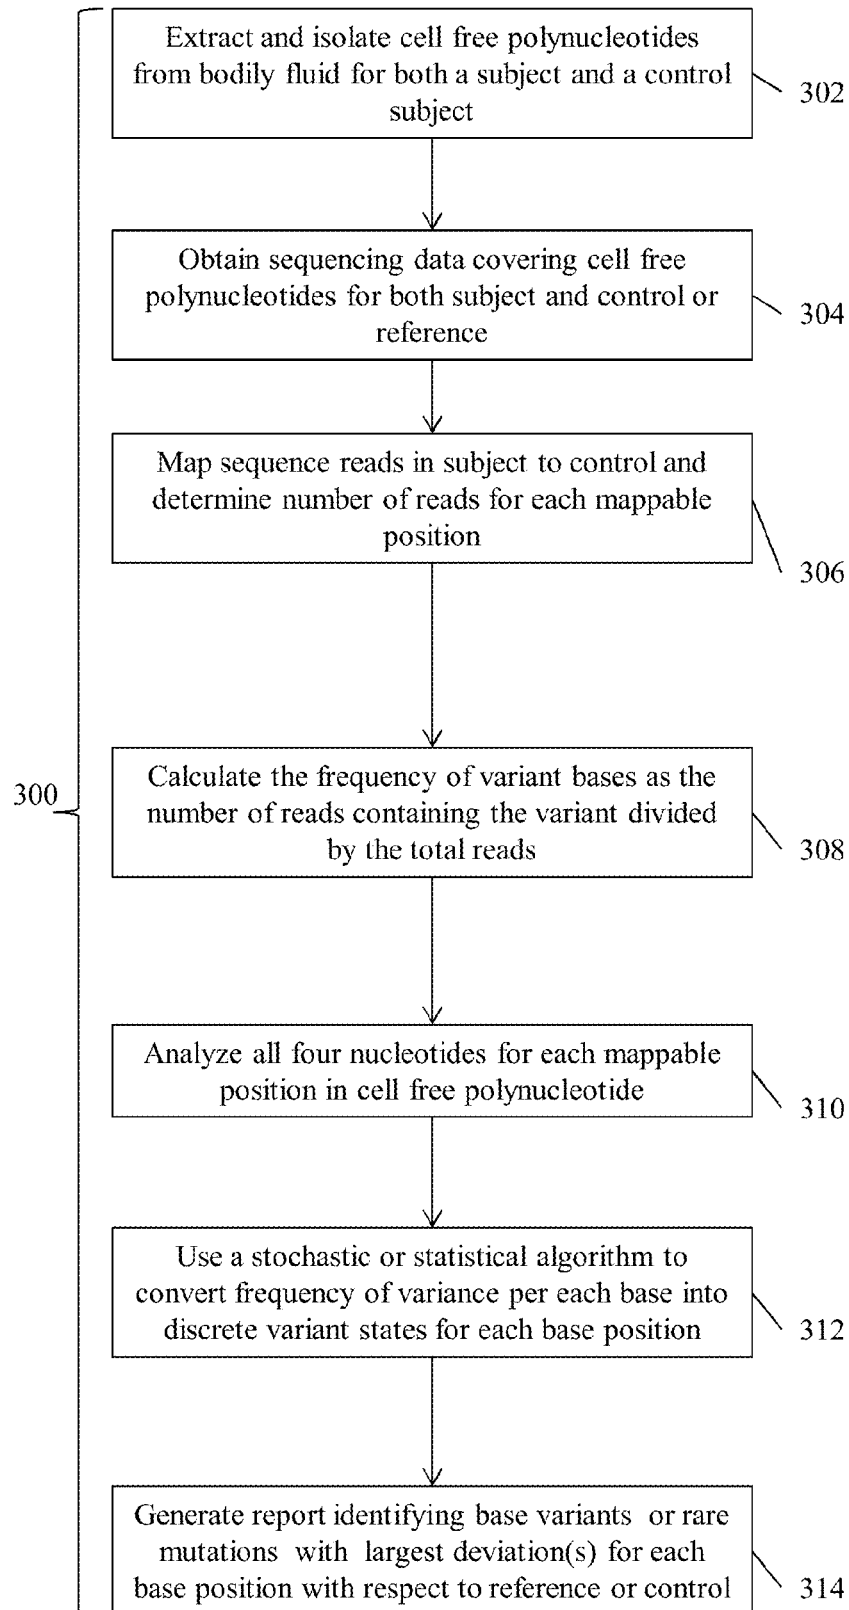 Extract and isolate cell free polynucleotides
from bodily fluid for both a subject and a control
subject
302
Obtain sequencing data covering cell free
polynucleotides for both subject and control or
reference
304
Map sequence reads in subject to control and
determine number of reads for each mappable
position
306
300
Calculate the frequency of variant bases as the
number of reads containing the variant divided
by the total reads
308
Analyze all four nucleotides for each mappable
position in cell free polynucleotide
310
Use a stochastic or statistical algorithm to
convert frequency of variance per each base into
discrete variant states for each base position
312
Generate report identifying base variants or rare
mutations with largest deviation(s) for each
base position with respect to reference or control
314